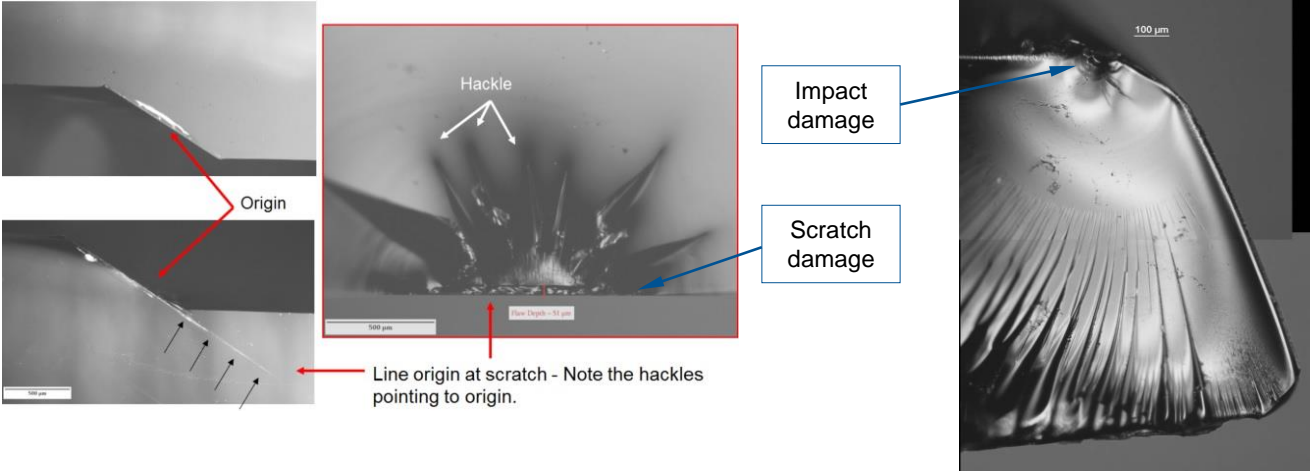 Origin
500 µm
Hackle
500 µm
Flaw Depth ~ 51 µm
Line origin at scratch - Note the hackles
pointing to origin.
Impact
damage
Scratch
damage
100 µm